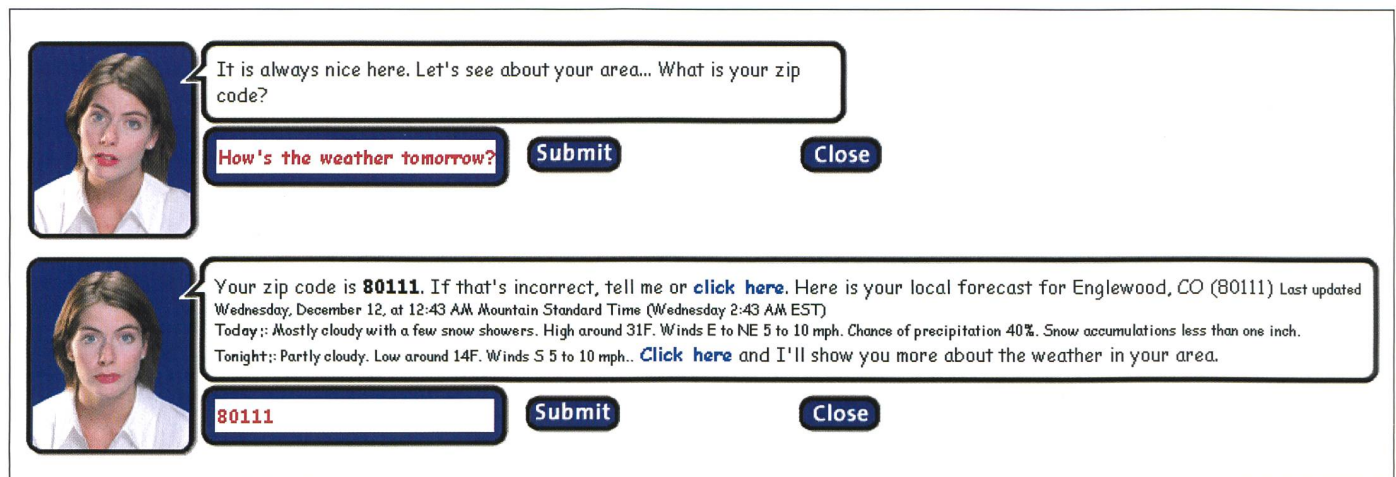 It is always nice here. Let's see about your area... What is your zip
code?
How's the weather tomorrow?
Submit
Close
Your zip code is 80111. If that's incorrect, tell me or click here. Here is your local forecast for Englewood, CO (80111) Last updated
Wednesday, December 12, at 12:43 AM Mountain Standard Time (Wednesday 2:43 AM EST)
Today:: Mostly cloudy with a few snow showers. High around 31F. Winds E to NE 5 to 10 mph. Chance of precipitation 40%. Snow accumulations less than one inch.
Tonight:: Partly cloudy. Low around 14F. Winds S 5 to 10 mph.. Click here and I'll show you more about the weather in your area.
80111
Submit
Close